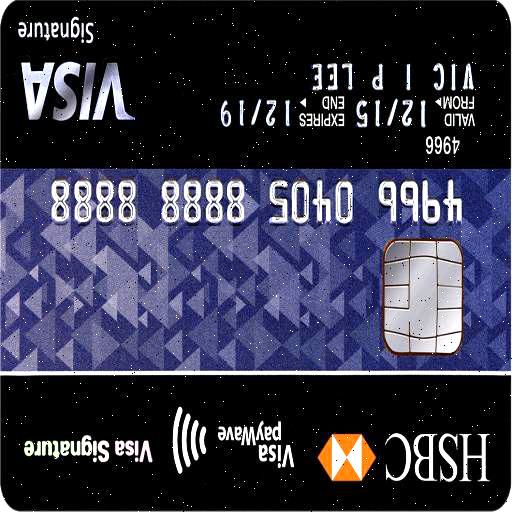 HSBC
Visa
payWave
Visa Signature
4966 0405 8888 8888
4966
VALID
FROM 12/15 EXPIRES
END 12/19
VIC I P LEE
VISA
Signature